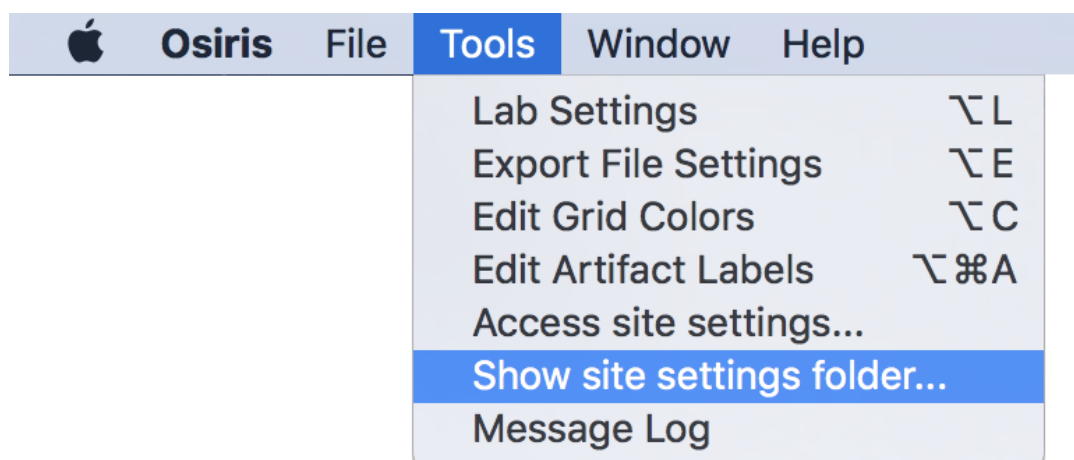 Osiris File Tools Window Help
Lab Settings ⌥ L
Export File Settings ⌥ E
Edit Grid Colors ⌥ C
Edit Artifact Labels ⌥ ⌘ A
Access site settings...
Show site settings folder...
Message Log